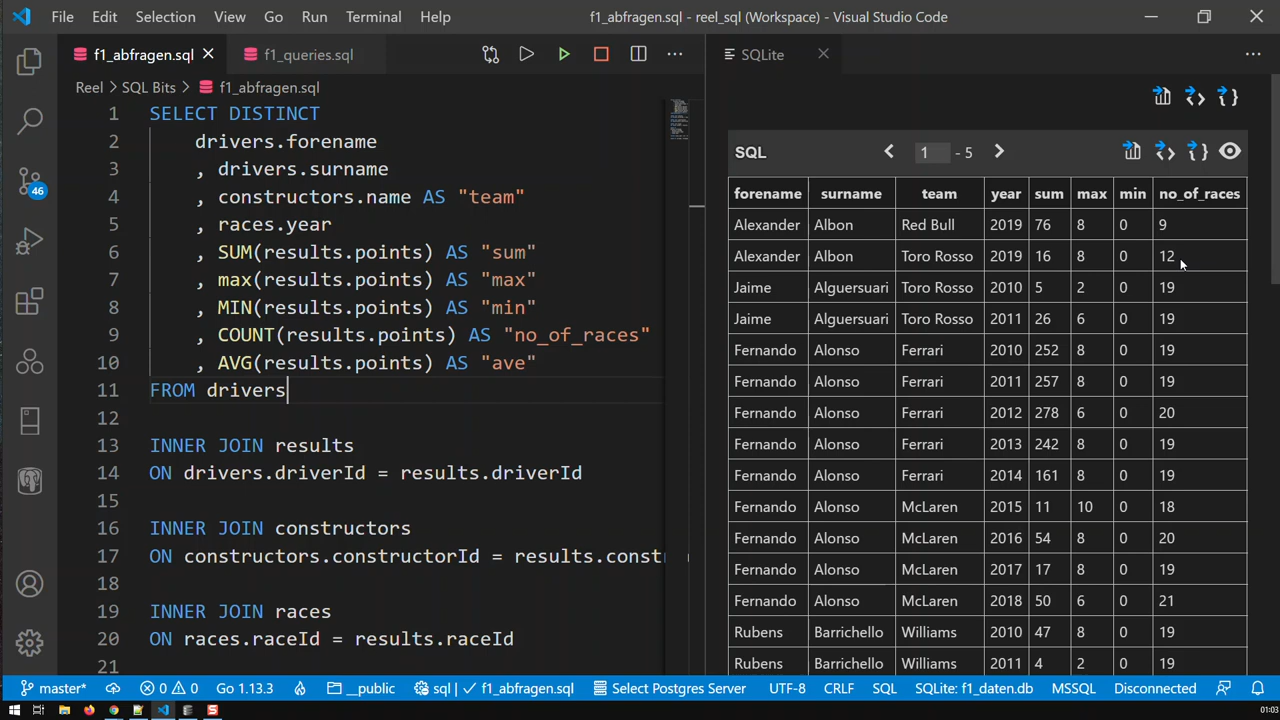 File Edit Selection View Go Run Terminal Help f1_abfragen.sql - reel_sql (Workspace) - Visual Studio Code
f1_abfragen.sql f1_queries.sql SQLite
Reel > SQL Bits > f1_abfragen.sql
1 SELECT DISTINCT
2 drivers.forename
3 , drivers.surname
4 , constructors.name AS "team"
5 , races.year
6 , SUM(results.points) AS "sum"
7 , max(results.points) AS "max"
8 , MIN(results.points) AS "min"
9 , COUNT(results.points) AS "no_of_races"
10 , AVG(results.points) AS "ave"
11 FROM drivers
12
13 INNER JOIN results
14 ON drivers.driverId = results.driverId
15
16 INNER JOIN constructors
17 ON constructors.constructorId = results.constr
18
19 INNER JOIN races
20 ON races.raceId = results.raceId
21
46
SQL 1 - 5
forename surname team year sum max min no_of_races
Alexander Albon Red Bull 2019 76 8 0 9
Alexander Albon Toro Rosso 2019 16 8 0 12
Jaime Alguersuari Toro Rosso 2010 5 2 0 19
Jaime Alguersuari Toro Rosso 2011 26 6 0 19
Fernando Alonso Ferrari 2010 252 8 0 19
Fernando Alonso Ferrari 2011 257 8 0 19
Fernando Alonso Ferrari 2012 278 6 0 20
Fernando Alonso Ferrari 2013 242 8 0 19
Fernando Alonso Ferrari 2014 161 8 0 19
Fernando Alonso McLaren 2015 11 10 0 18
Fernando Alonso McLaren 2016 54 8 0 20
Fernando Alonso McLaren 2017 17 8 0 19
Fernando Alonso McLaren 2018 50 6 0 21
Rubens Barrichello Williams 2010 47 8 0 19
Rubens Barrichello Williams 2011 4 2 0 19
master* 0 0 Go 1.13.3 __public sql | ✓ f1_abfragen.sql Select Postgres Server UTF-8 CRLF SQL SQLite: f1_daten.db MSSQL Disconnected
01:03